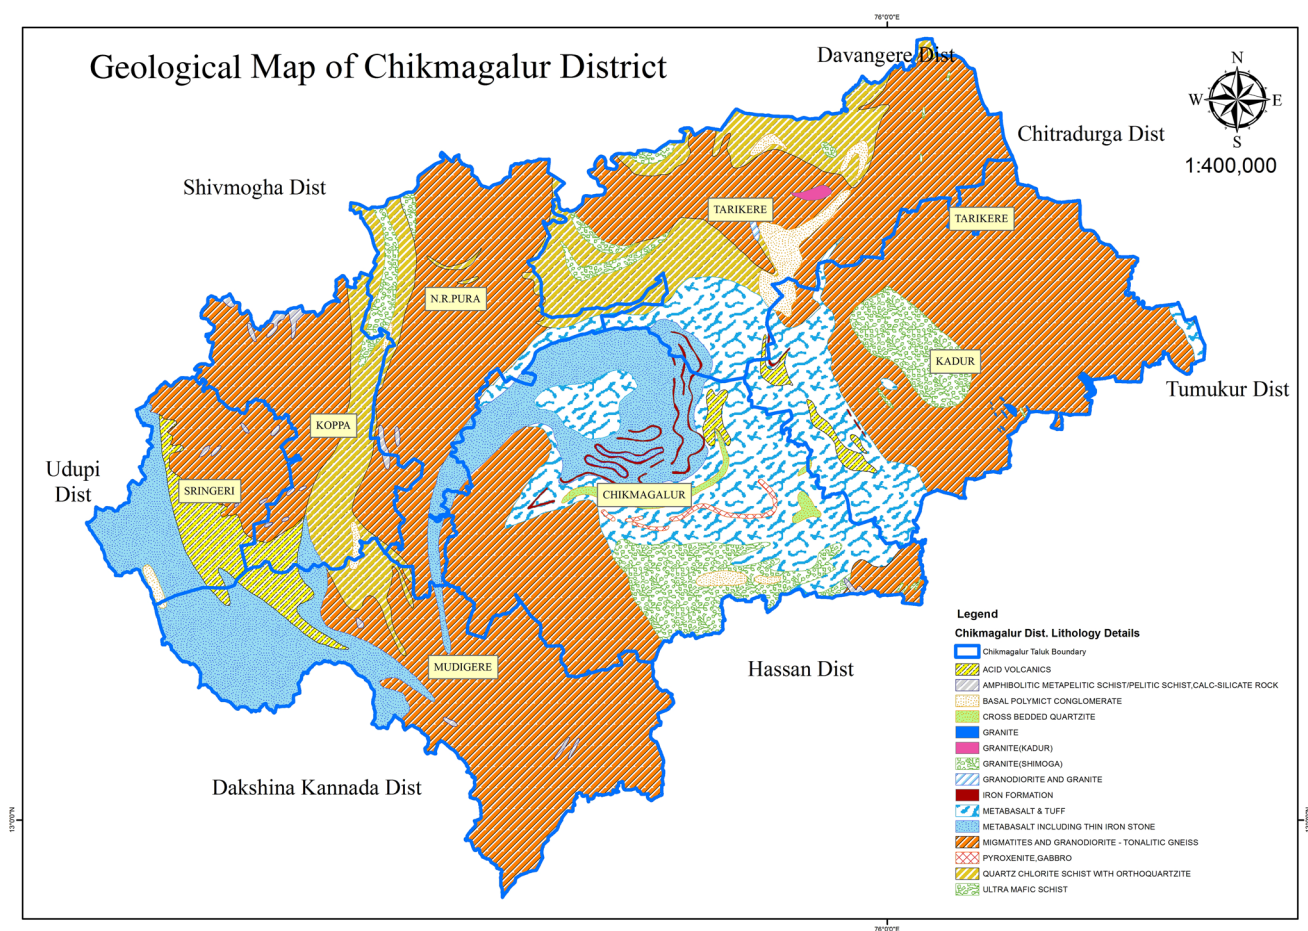 76°0'0"E
Geological Map of Chikmagalur District
Davangere Dist
N
W E
S
Chitradurga Dist
1:400,000
Shivmogha Dist
TARIKERE
TARIKERE
N.R.PURA
KADUR
Tumukur Dist
KOPPA
Udupi
Dist
SRINGERI
CHIKMAGALUR
MUDIGERE
Hassan Dist
Dakshina Kannada Dist
13°0'0"N
Legend
Chikmagalur Dist. Lithology Details
Chikmagalur Taluk Boundary
ACID VOLCANICS
AMPHIBOLITIC METAPELITIC SCHIST/PELITIC SCHIST,CALC-SILICATE ROCK
BASAL POLYMICT CONGLOMERATE
CROSS BEDDED QUARTZITE
GRANITE
GRANITE(KADUR)
GRANITE(SHIMOGA)
GRANODIORITE AND GRANITE
IRON FORMATION
METABASALT & TUFF
METABASALT INCLUDING THIN IRON STONE
MIGMATITES AND GRANODIORITE - TONALITIC GNEISS
PYROXENITE,GABBRO
QUARTZ CHLORITE SCHIST WITH ORTHOQUARTZITE
ULTRA MAFIC SCHIST
76°0'0"E